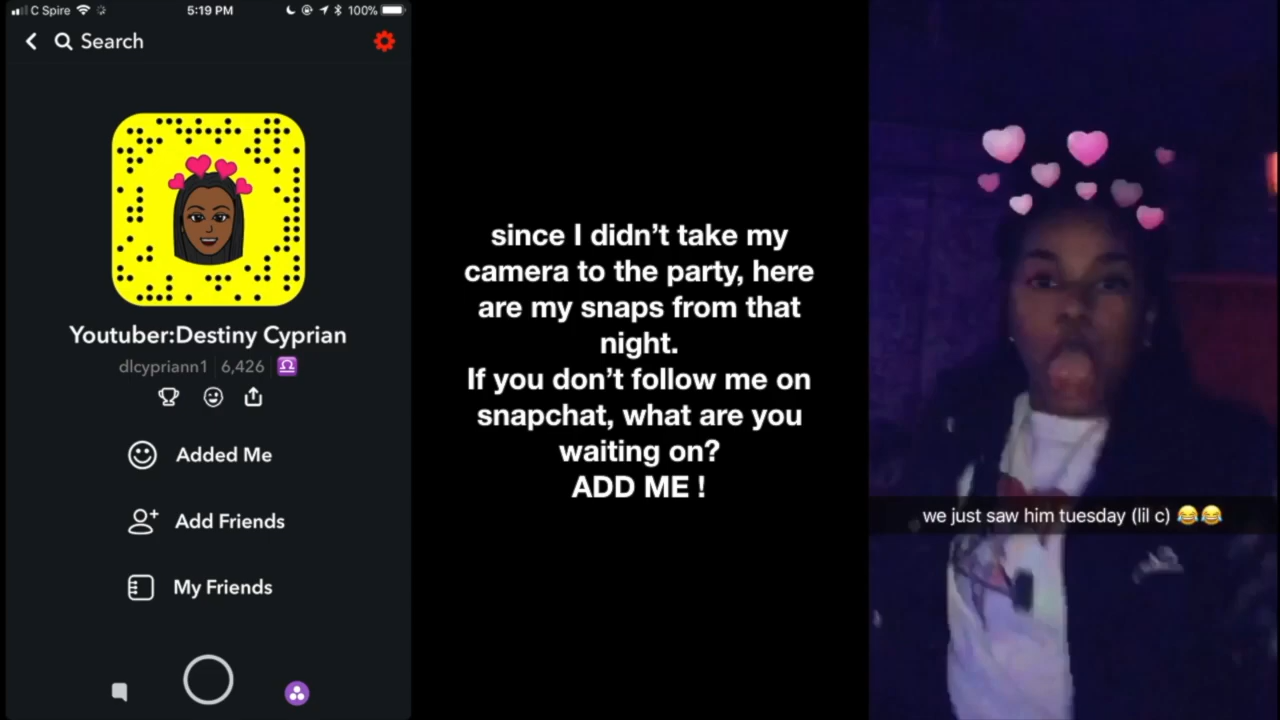 C Spire 5:19 PM 100%
Search
Youtuber:Destiny Cyprian
dlcypriann1 6,426
Added Me
Add Friends
My Friends
since I didn’t take my
camera to the party, here
are my snaps from that
night.
If you don’t follow me on
snapchat, what are you
waiting on?
ADD ME !
we just saw him tuesday (lil c) 😂😂